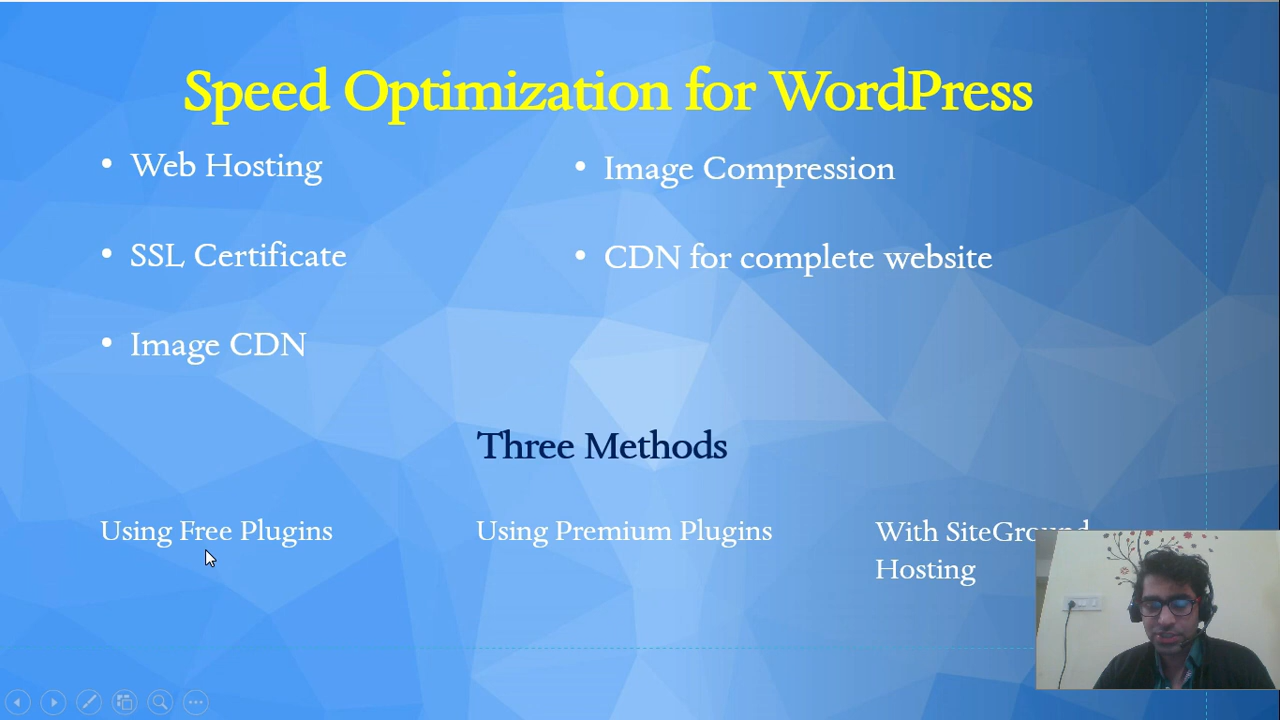 Speed Optimization for WordPress
• Web Hosting
• SSL Certificate
• Image CDN
• Image Compression
• CDN for complete website
Three Methods
Using Free Plugins
Using Premium Plugins
With SiteGround
Hosting